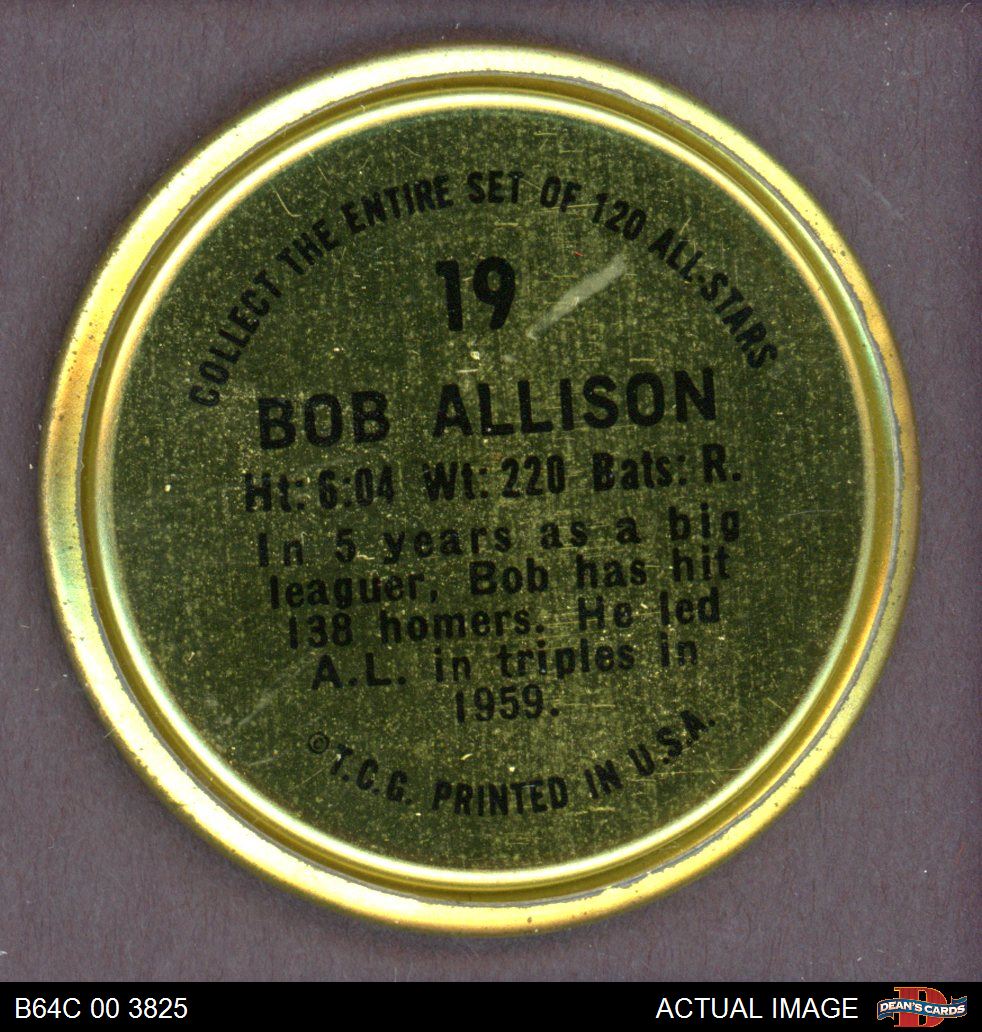 COLLECT THE ENTIRE SET OF 120 ALL-STARS
19
BOB ALLISON
Ht: 6:04 Wt: 220 Bats: R.
In 5 years as a big
leaguer, Bob has hit
138 homers. He led
A.L. in triples in
1959.
© T.C.G. PRINTED IN U.S.A.
B64C 00 3825
ACTUAL IMAGE
DEAN'S CARDS